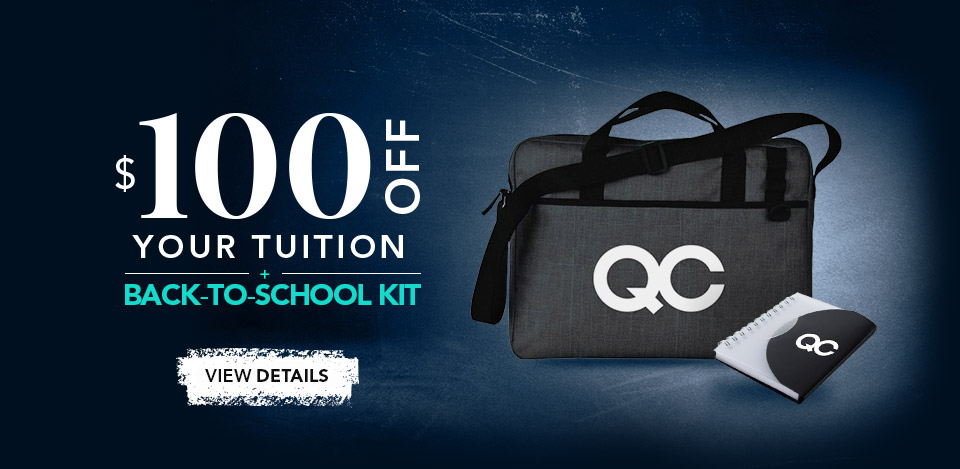 $100 OFF
YOUR TUITION
+
BACK-TO-SCHOOL KIT
VIEW DETAILS
QC
QC